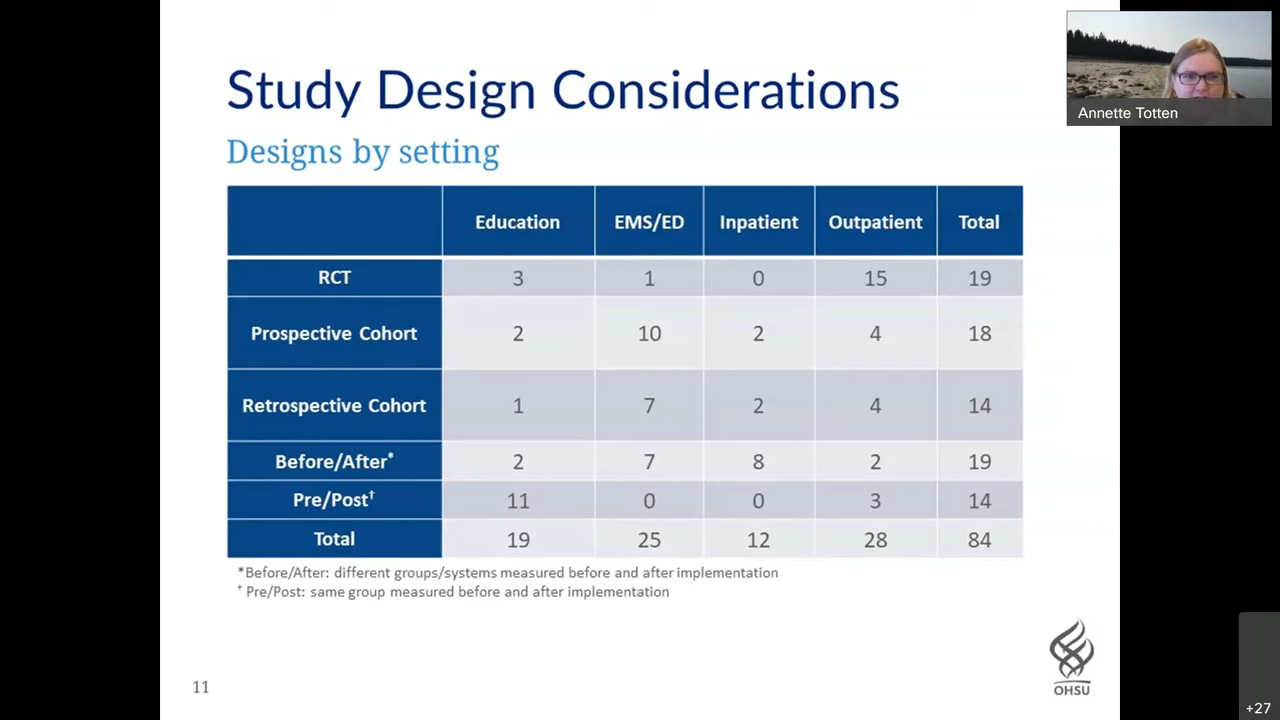 Study Design Considerations
Designs by setting
Education EMS/ED Inpatient Outpatient Total
RCT 3 1 0 15 19
Prospective Cohort 2 10 2 4 18
Retrospective Cohort 1 7 2 4 14
Before/After* 2 7 8 2 19
Pre/Post† 11 0 0 3 14
Total 19 25 12 28 84
*Before/After: different groups/systems measured before and after implementation
† Pre/Post: same group measured before and after implementation
11
OHSU
Annette Totten
+27